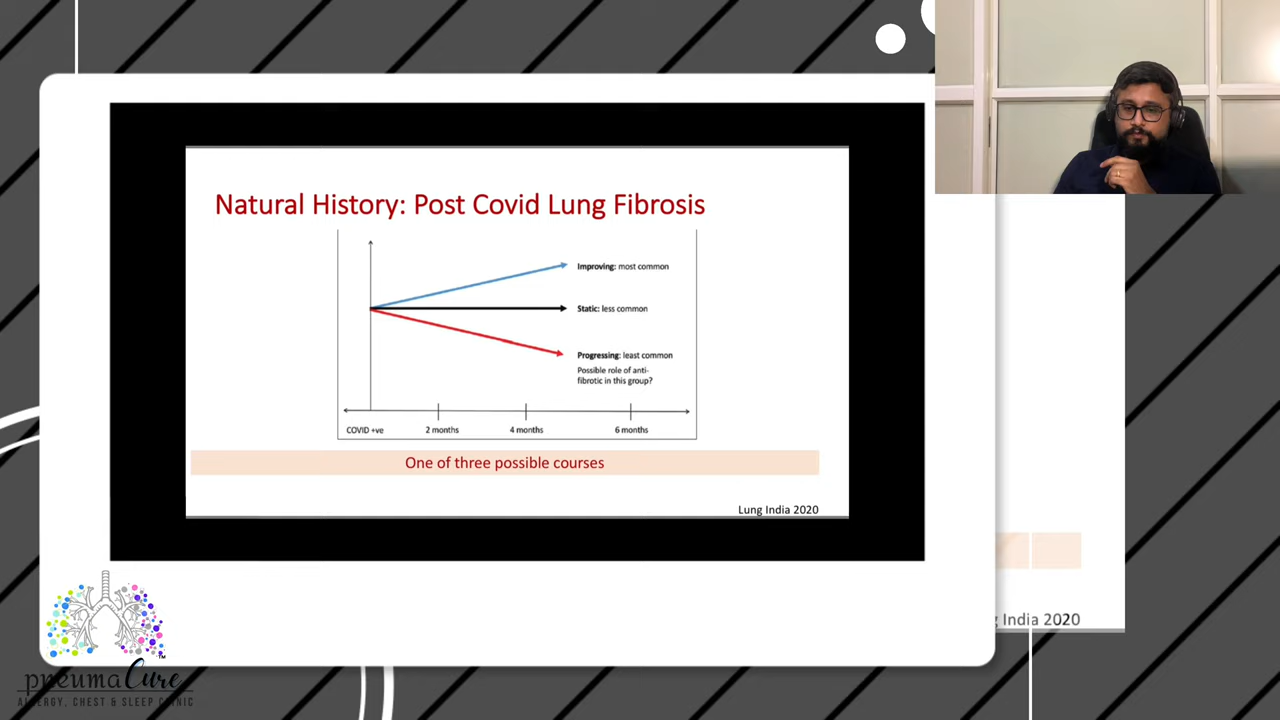 Natural History: Post Covid Lung Fibrosis
Improving: most common
Static: less common
Progressing: least common
Possible role of anti-
fibrotic in this group?
COVID +ve 2 months 4 months 6 months
One of three possible courses
Lung India 2020
g India 2020
pneumaCure
ALLERGY, CHEST & SLEEP CLINIC
TM